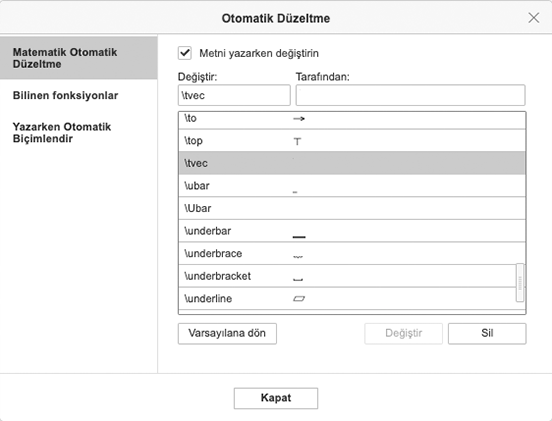 Otomatik Düzeltme
Matematik Otomatik
Düzeltme
Bilinen fonksiyonlar
Yazarken Otomatik
Biçimlendir
Metni yazarken değiştirin
Değiştir: Tarafından:
\tvec
\to →
\top ⊤
\tvec
\ubar
\Ubar
\underbar
\underbrace
\underbracket
\underline ▱
Varsayılana dön Değiştir Sil
Kapat